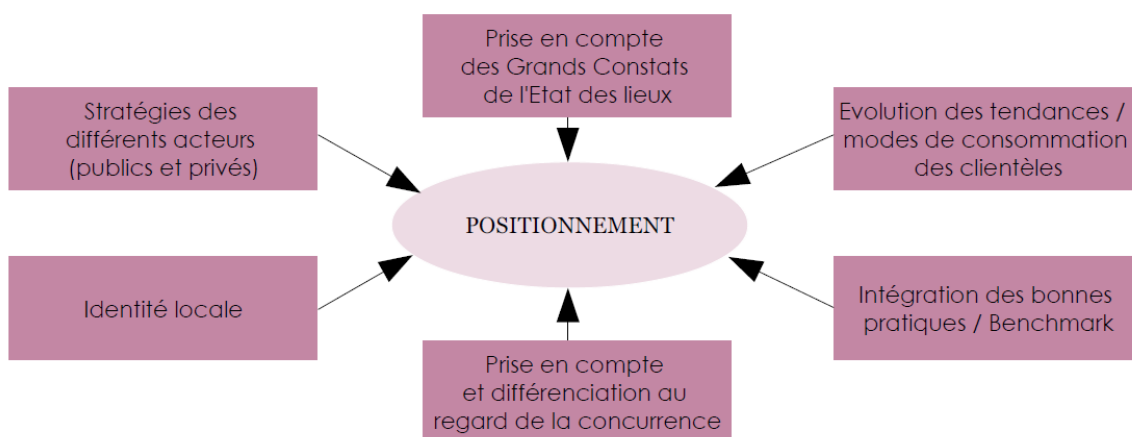 Prise en compte
des Grands Constats
de l'Etat des lieux
Stratégies des
différents acteurs
(publics et privés)
Evolution des tendances /
modes de consommation
des clientèles
POSITIONNEMENT
Identité locale
Intégration des bonnes
pratiques / Benchmark
Prise en compte
et différenciation au
regard de la concurrence